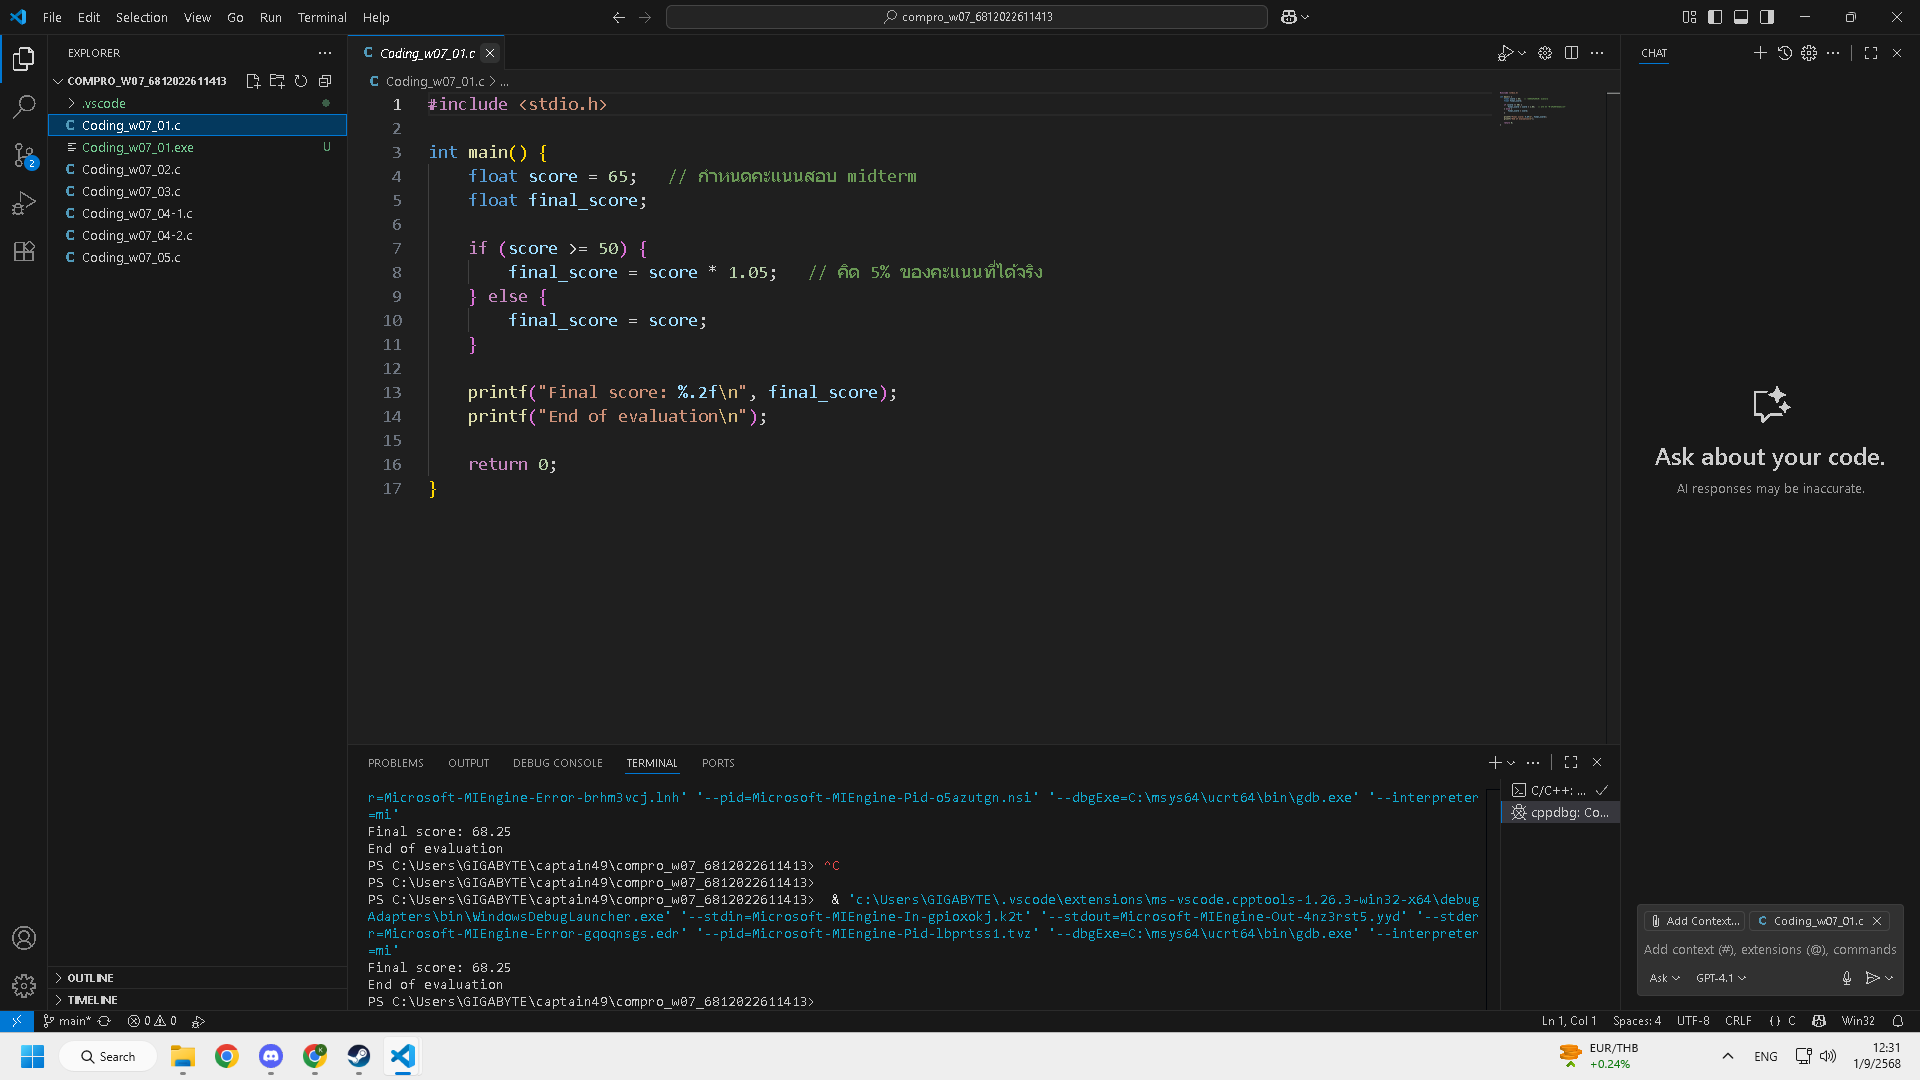 File Edit Selection View Go Run Terminal Help
compro_w07_6812022611413
EXPLORER
COMPRO_W07_6812022611413
.vscode
Coding_w07_01.c
Coding_w07_01.exe U
Coding_w07_02.c
Coding_w07_03.c
Coding_w07_04-1.c
Coding_w07_04-2.c
Coding_w07_05.c
OUTLINE
TIMELINE
2
Coding_w07_01.c
Coding_w07_01.c > ...
1 #include <stdio.h>
2
3 int main() {
4 float score = 65; // กำหนดคะแนนสอบ midterm
5 float final_score;
6
7 if (score >= 50) {
8 final_score = score * 1.05; // คิด 5% ของคะแนนที่ได้จริง
9 } else {
10 final_score = score;
11 }
12
13 printf("Final score: %.2f\n", final_score);
14 printf("End of evaluation\n");
15
16 return 0;
17 }
PROBLEMS OUTPUT DEBUG CONSOLE TERMINAL PORTS
r=Microsoft-MIEngine-Error-brhm3vcj.lnh' '--pid=Microsoft-MIEngine-Pid-o5azutgn.nsi' '--dbgExe=C:\msys64\ucrt64\bin\gdb.exe' '--interpreter
=mi'
Final score: 68.25
End of evaluation
PS C:\Users\GIGABYTE\captain49\compro_w07_6812022611413> ^C
PS C:\Users\GIGABYTE\captain49\compro_w07_6812022611413>
PS C:\Users\GIGABYTE\captain49\compro_w07_6812022611413> & 'c:\Users\GIGABYTE\.vscode\extensions\ms-vscode.cpptools-1.26.3-win32-x64\debug
Adapters\bin\WindowsDebugLauncher.exe' '--stdin=Microsoft-MIEngine-In-gpioxokj.k2t' '--stdout=Microsoft-MIEngine-Out-4nz3rst5.yyd' '--stder
r=Microsoft-MIEngine-Error-gqoqnsgs.edr' '--pid=Microsoft-MIEngine-Pid-lbprtss1.tvz' '--dbgExe=C:\msys64\ucrt64\bin\gdb.exe' '--interpreter
=mi'
Final score: 68.25
End of evaluation
PS C:\Users\GIGABYTE\captain49\compro_w07_6812022611413>
C/C++: ...
cppdbg: Co...
CHAT
Ask about your code.
AI responses may be inaccurate.
Add Context... Coding_w07_01.c
Add context (#), extensions (@), commands
Ask GPT-4.1
main* 0 0
Ln 1, Col 1 Spaces: 4 UTF-8 CRLF {} C Win32
Search
EUR/THB
+0.24%
ENG
12:31
1/9/2568